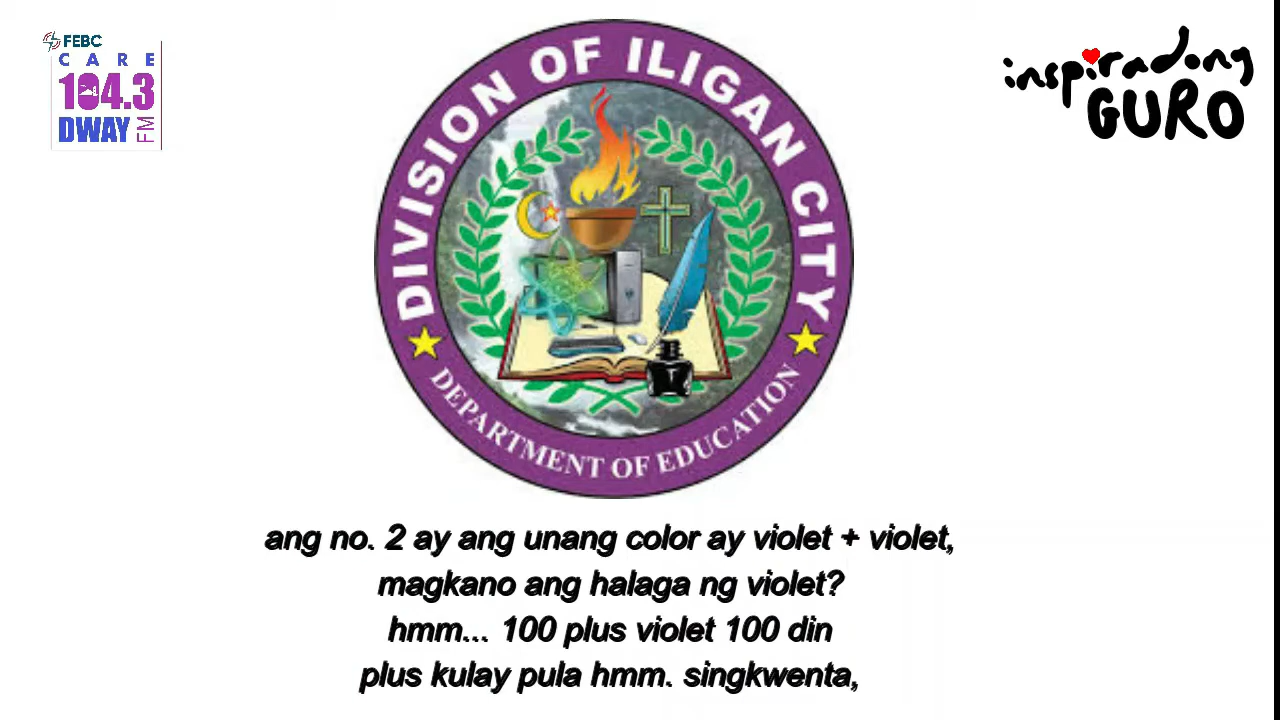 FEBC
CARE
104.3
DWAY FM
inspiradong
GURO
DIVISION OF ILIGAN CITY
DEPARTMENT OF EDUCATION
ang no. 2 ay ang unang color ay violet + violet,
magkano ang halaga ng violet?
hmm... 100 plus violet 100 din
plus kulay pula hmm. singkwenta,